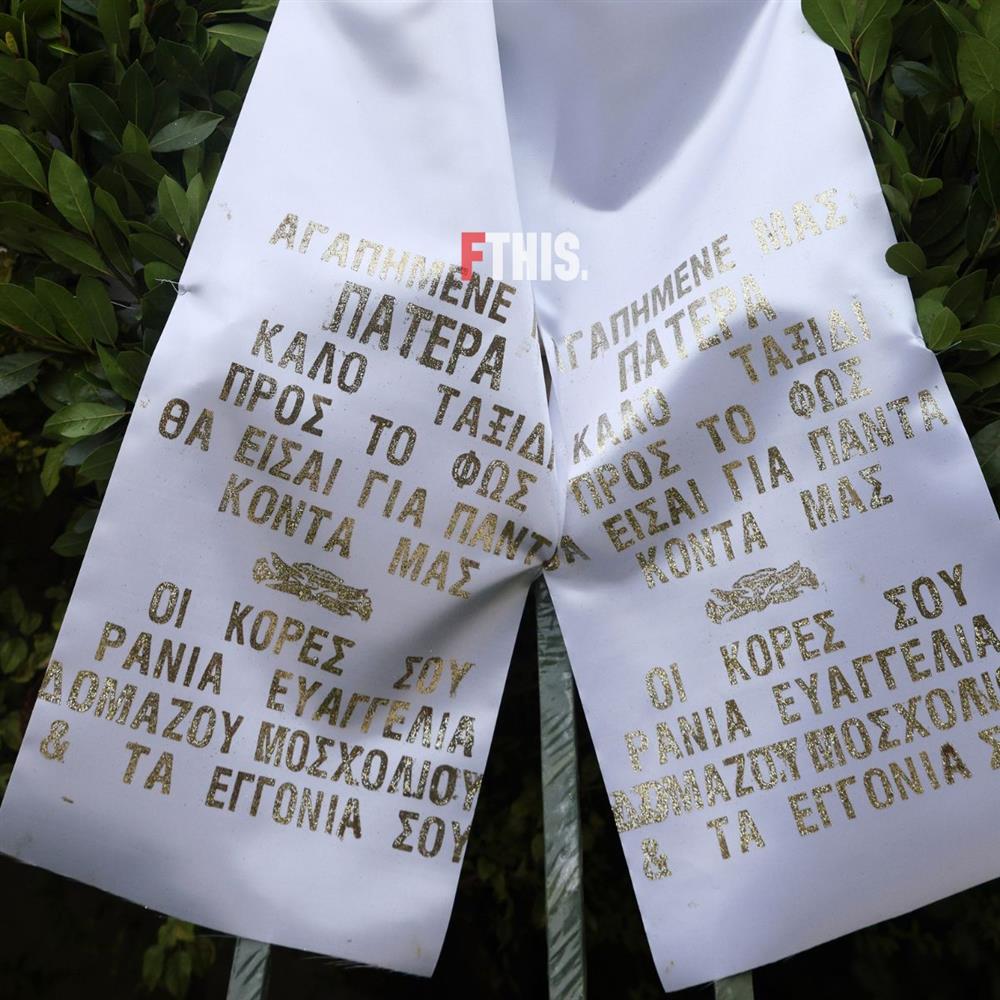 ΑΓΑΠΗΜΕΝΕ
ΠΑΤΕΡΑ
ΚΑΛΟ ΤΑΞΙΔΙ
ΠΡΟΣ ΤΟ ΦΩΣ
ΘΑ ΕΙΣΑΙ ΓΙΑ ΠΑΝΤΑ
ΚΟΝΤΑ ΜΑΣ
ΟΙ ΚΟΡΕΣ ΣΟΥ
ΡΑΝΙΑ ΕΥΑΓΓΕΛΙΑ
ΔΟΜΑΖΟΥ ΜΟΣΧΟΛΙΟΥ
& ΤΑ ΕΓΓΟΝΙΑ ΣΟΥ
FTHIS.
ΑΓΑΠΗΜΕΝΕ ΜΑΣ
ΠΑΤΕΡΑ
ΚΑΛΟ ΤΑΞΙΔΙ
ΠΡΟΣ ΤΟ ΦΩΣ
ΕΙΣΑΙ ΓΙΑ ΠΑΝΤΑ
ΚΟΝΤΑ ΜΑΣ
ΟΙ ΚΟΡΕΣ ΣΟΥ
ΡΑΝΙΑ ΕΥΑΓΓΕΛΙΑ
ΔΟΜΑΖΟΥ ΜΟΣΧΟΛΙ
& ΤΑ ΕΓΓΟΝΙΑ Σ